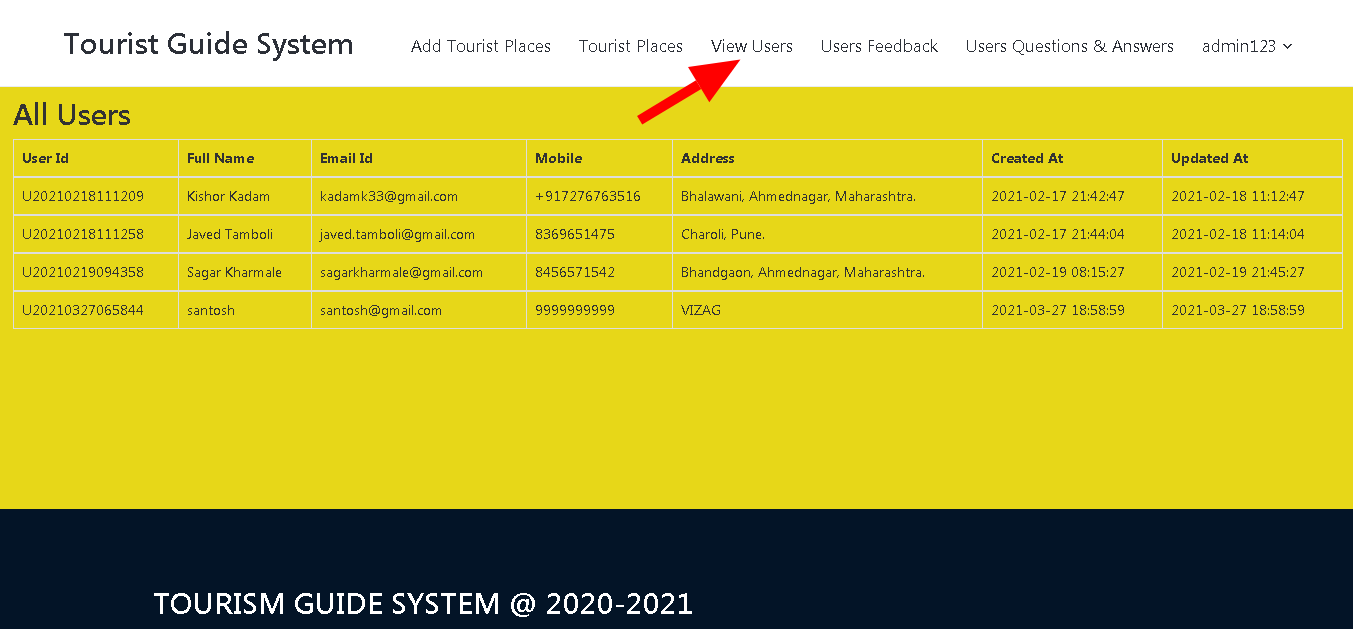 Tourist Guide System Add Tourist Places Tourist Places View Users Users Feedback Users Questions & Answers admin123
All Users
User Id Full Name Email Id Mobile Address Created At Updated At
U20210218111209 Kishor Kadam kadamk33@gmail.com +917276763516 Bhalawani, Ahmednagar, Maharashtra. 2021-02-17 21:42:47 2021-02-18 11:12:47
U20210218111258 Javed Tamboli javed.tamboli@gmail.com 8369651475 Charoli, Pune. 2021-02-17 21:44:04 2021-02-18 11:14:04
U20210219094358 Sagar Kharmale sagarkharmale@gmail.com 8456571542 Bhandgaon, Ahmednagar, Maharashtra. 2021-02-19 08:15:27 2021-02-19 21:45:27
U20210327065844 santosh santosh@gmail.com 9999999999 VIZAG 2021-03-27 18:58:59 2021-03-27 18:58:59
TOURISM GUIDE SYSTEM @ 2020-2021